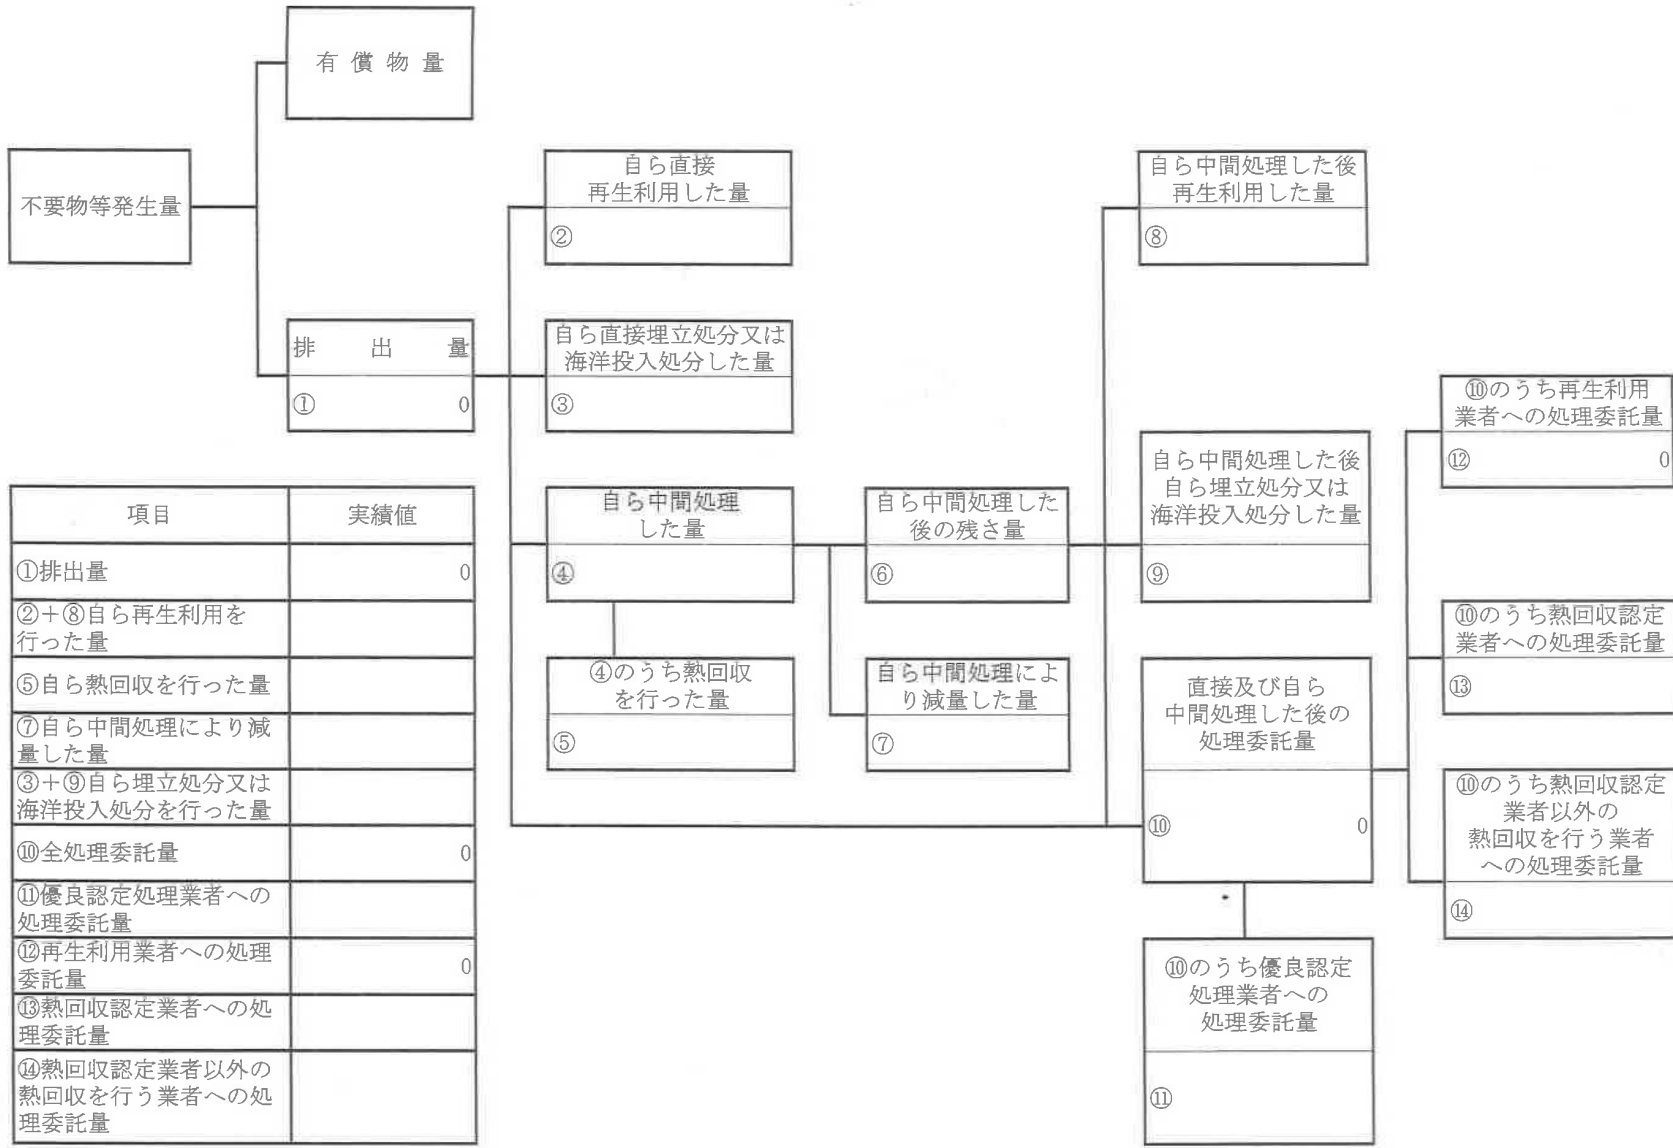 有償物量
不要物等発生量
排出量
① 0
自ら直接
再生利用した量
②
自ら直接埋立処分又は
海洋投入処分した量
③
自ら中間処理
した量
④
④のうち熱回収
を行った量
⑤
自ら中間処理した
後の残さ量
⑥
自ら中間処理によ
り減量した量
⑦
自ら中間処理した後
再生利用した量
⑧
自ら中間処理した後
自ら埋立処分又は
海洋投入処分した量
⑨
直接及び自ら
中間処理した後の
処理委託量
⑩ 0
⑩のうち優良認定
処理業者への
処理委託量
⑪
⑩のうち再生利用
業者への処理委託量
⑫ 0
⑩のうち熱回収認定
業者への処理委託量
⑬
⑩のうち熱回収認定
業者以外の
熱回収を行う業者
への処理委託量
⑭
項目 実績値
①排出量 0
②+⑧自ら再生利用を
行った量
⑤自ら熱回収を行った量
⑦自ら中間処理により減
量した量
③+⑨自ら埋立処分又は
海洋投入処分を行った量
⑩全処理委託量 0
⑪優良認定処理業者への
処理委託量
⑫再生利用業者への処理
委託量 0
⑬熱回収認定業者への処
理委託量
⑭熱回収認定業者以外の
熱回収を行う業者への処
理委託量